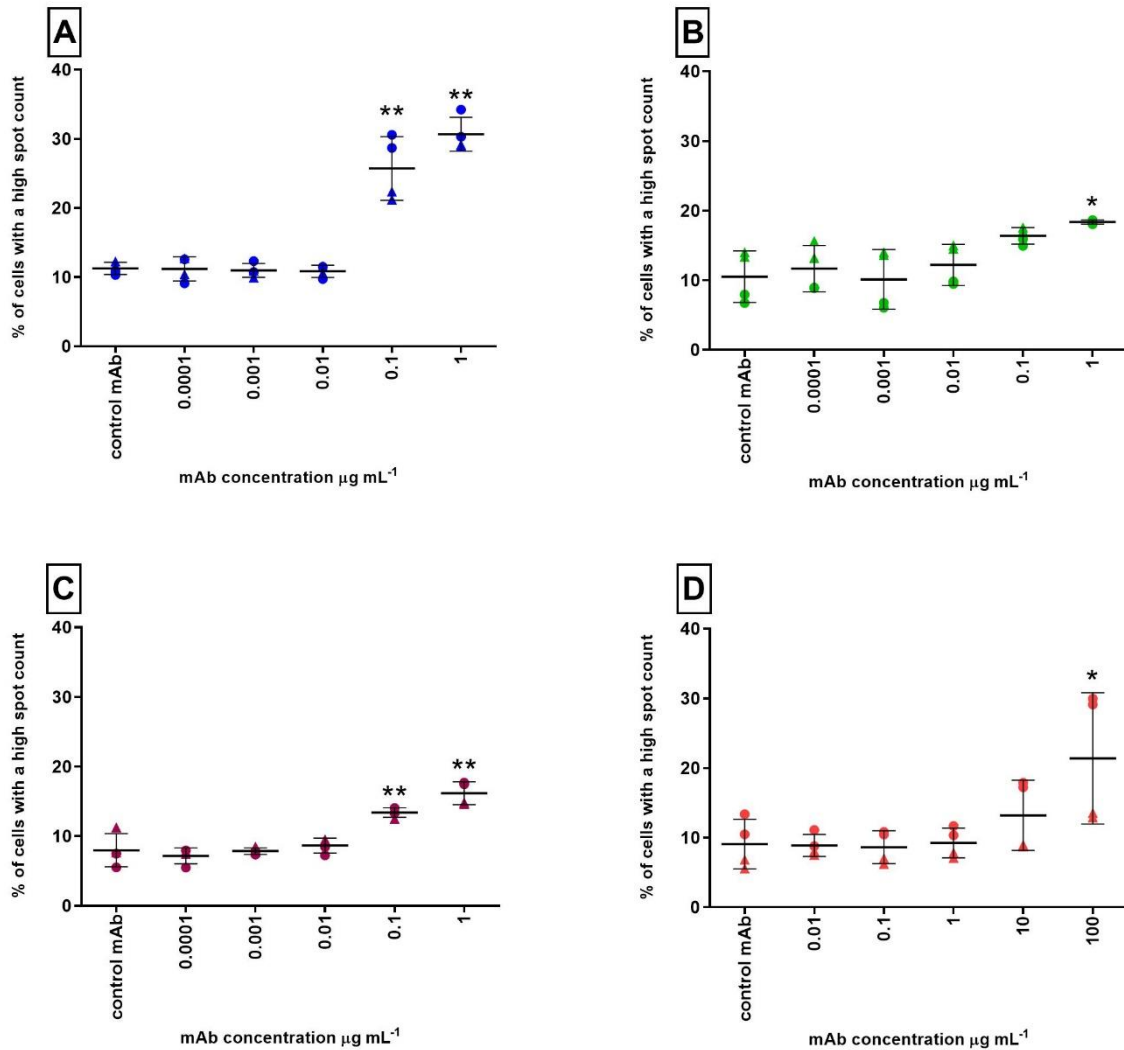 A
% of cells with a high spot count
40
30
20
10
0
** **
control mAb
0.0001
0.001
0.01
0.1
1
mAb concentration μg mL⁻¹
B
% of cells with a high spot count
40
30
20
10
0
*
control mAb
0.0001
0.001
0.01
0.1
1
mAb concentration μg mL⁻¹
C
% of cells with a high spot count
40
30
20
10
0
** **
control mAb
0.0001
0.001
0.01
0.1
1
mAb concentration μg mL⁻¹
D
% of cells with a high spot count
40
30
20
10
0
*
control mAb
0.01
0.1
1
10
100
mAb concentration μg mL⁻¹